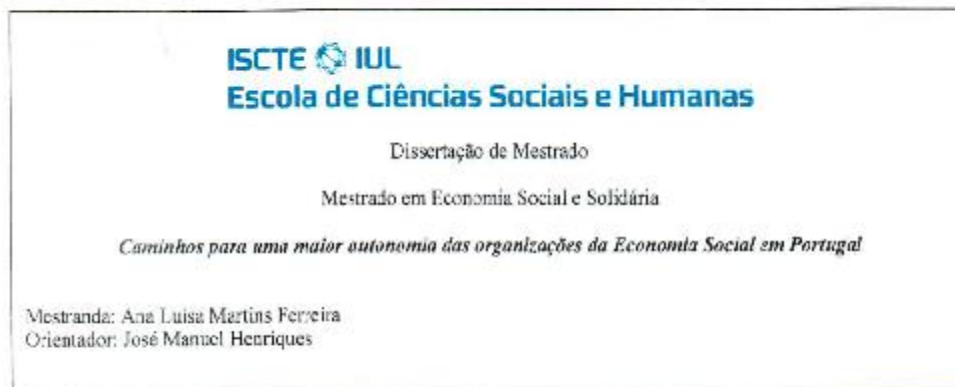 ISCTE IUL
Escola de Ciências Sociais e Humanas
Dissertação de Mestrado
Mestrado em Economia Social e Solidária
Caminhos para uma maior autonomia das organizações da Economia Social em Portugal
Mestranda: Ana Luisa Martins Ferreira
Orientador: José Manuel Henriques